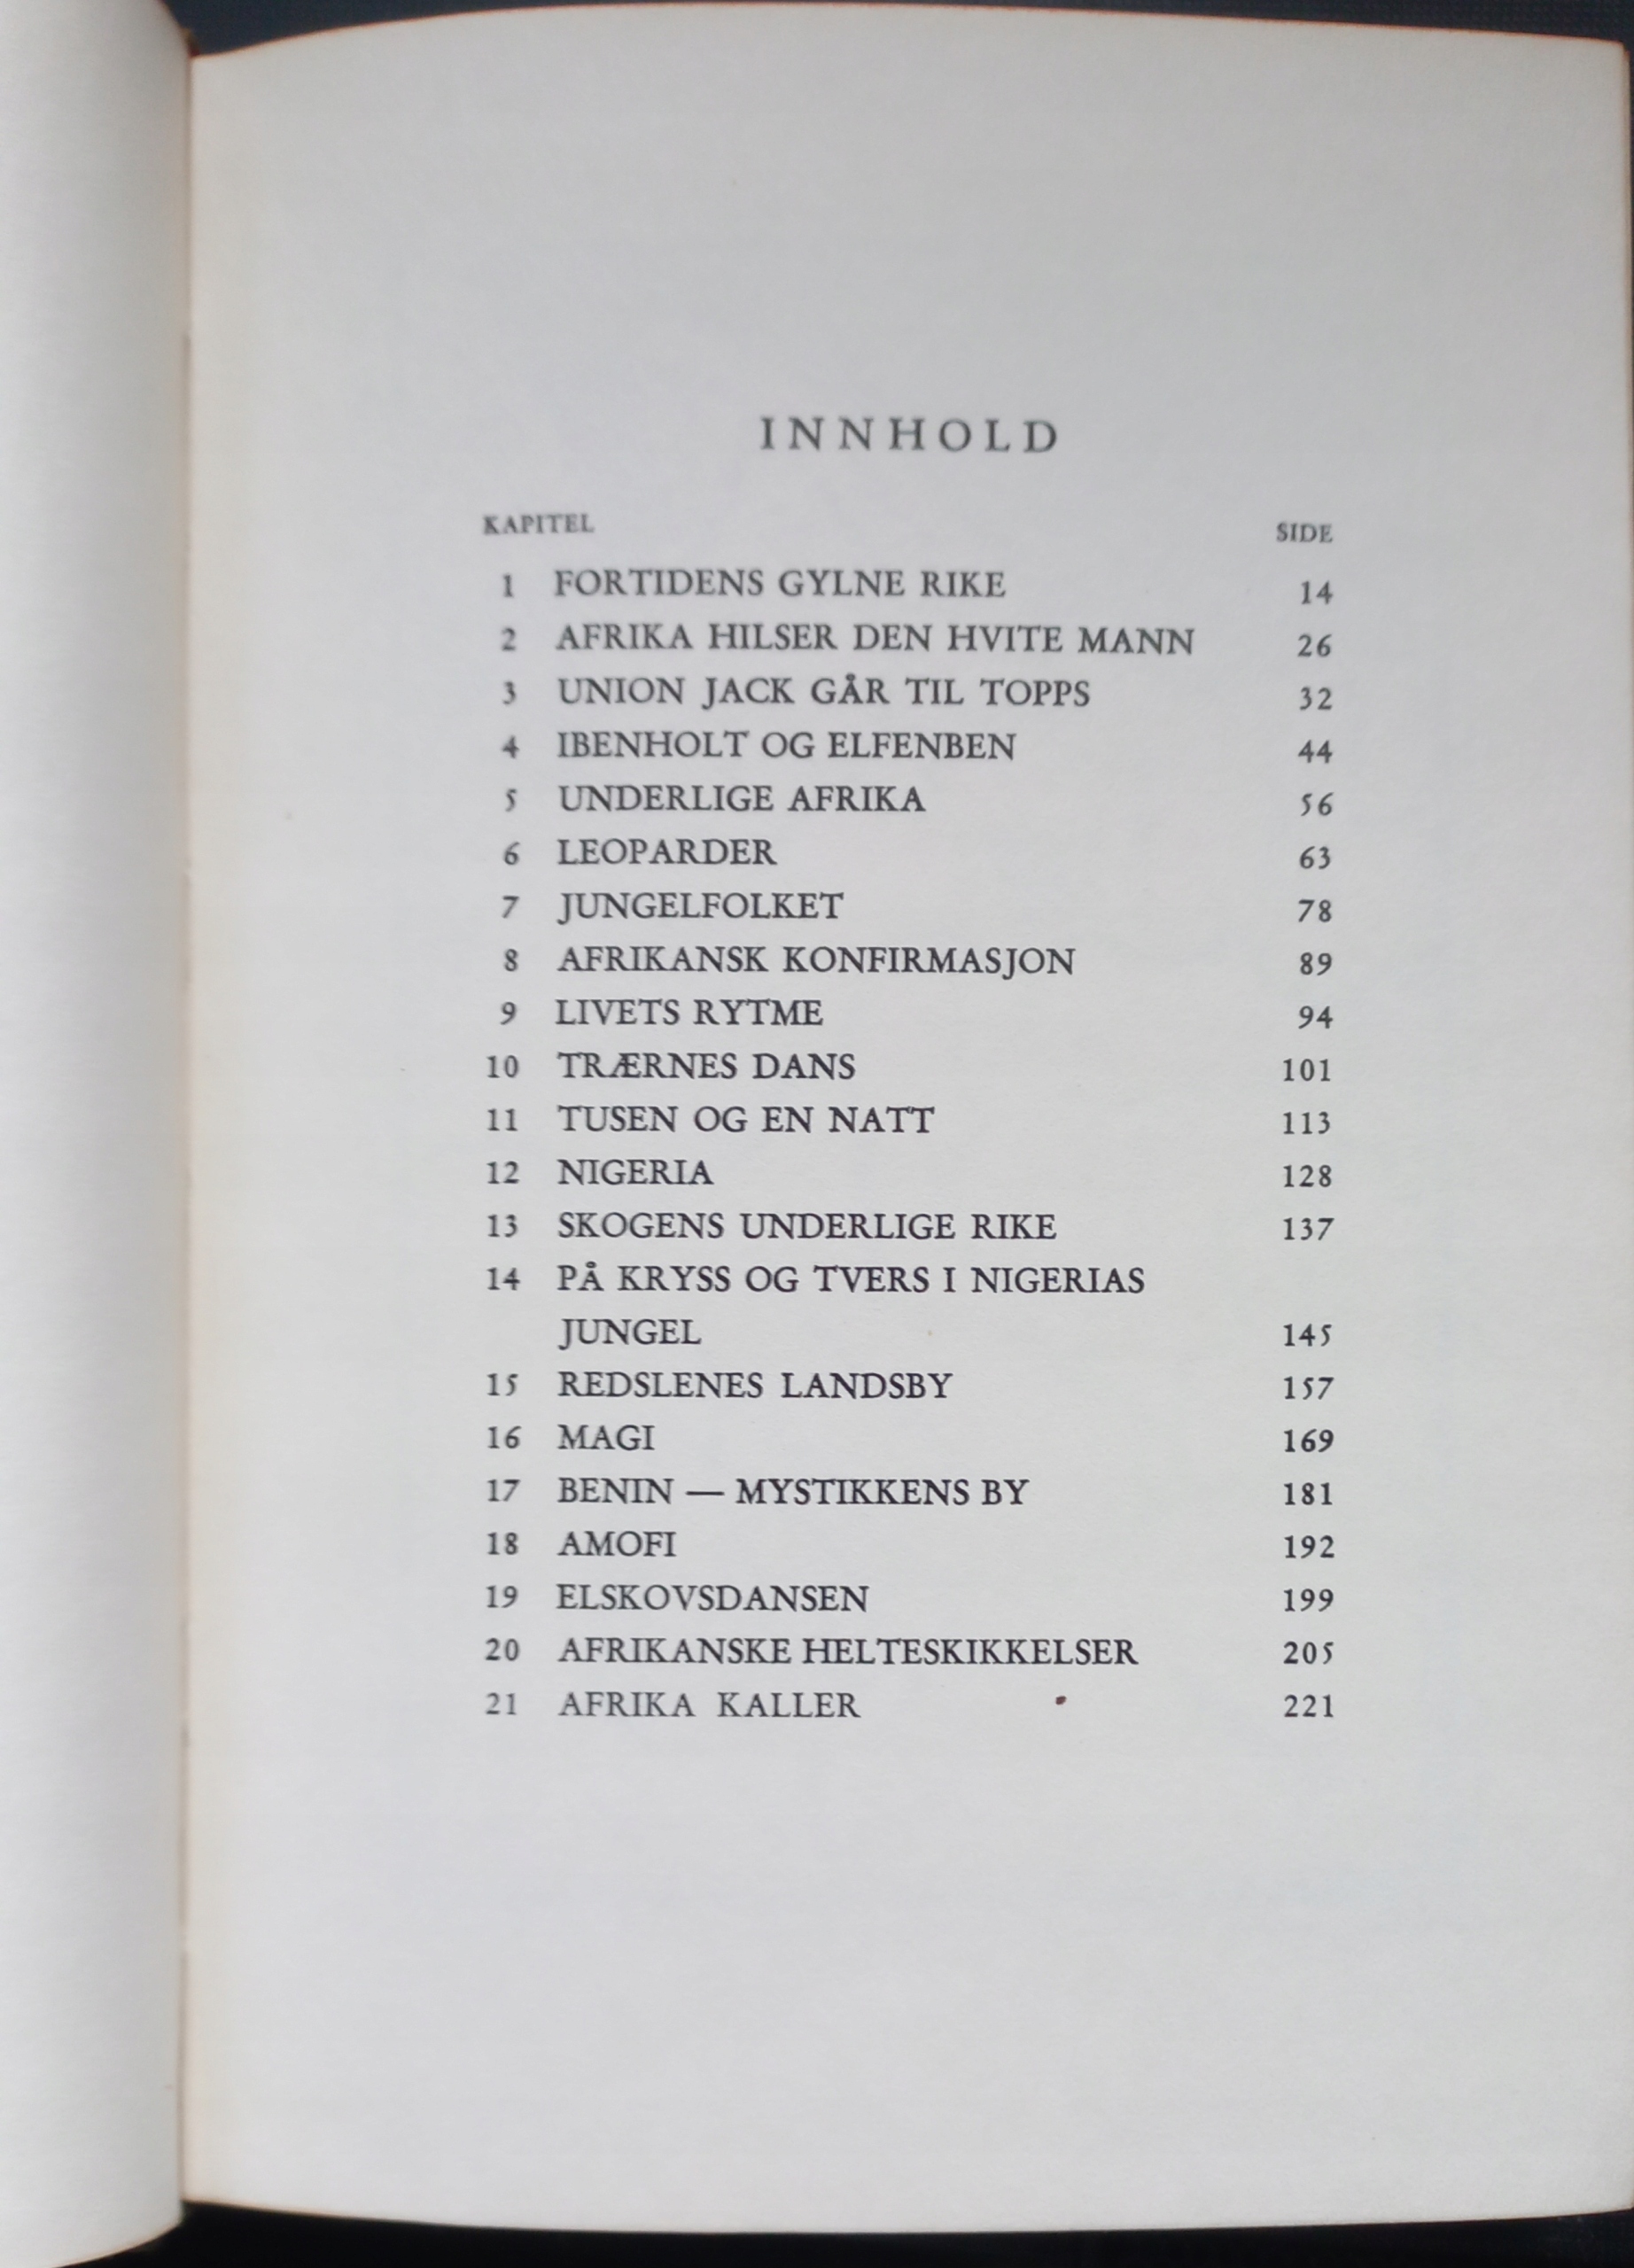 INNHOLD
KAPITEL SIDE
1 FORTIDENS GYLNE RIKE 14
2 AFRIKA HILSER DEN HVITE MANN 26
3 UNION JACK GÅR TIL TOPPS 32
4 IBENHOLT OG ELFENBEN 44
5 UNDERLIGE AFRIKA 56
6 LEOPARDER 63
7 JUNGELFOLKET 78
8 AFRIKANSK KONFIRMASJON 89
9 LIVETS RYTME 94
10 TRÆRNES DANS 101
11 TUSEN OG EN NATT 113
12 NIGERIA 128
13 SKOGENS UNDERLIGE RIKE 137
14 PÅ KRYSS OG TVERS I NIGERIAS
JUNGEL 145
15 REDSLENES LANDSBY 157
16 MAGI 169
17 BENIN — MYSTIKKENS BY 181
18 AMOFI 192
19 ELSKOVSDANSEN 199
20 AFRIKANSKE HELTESKIKKELSER 205
21 AFRIKA KALLER 221